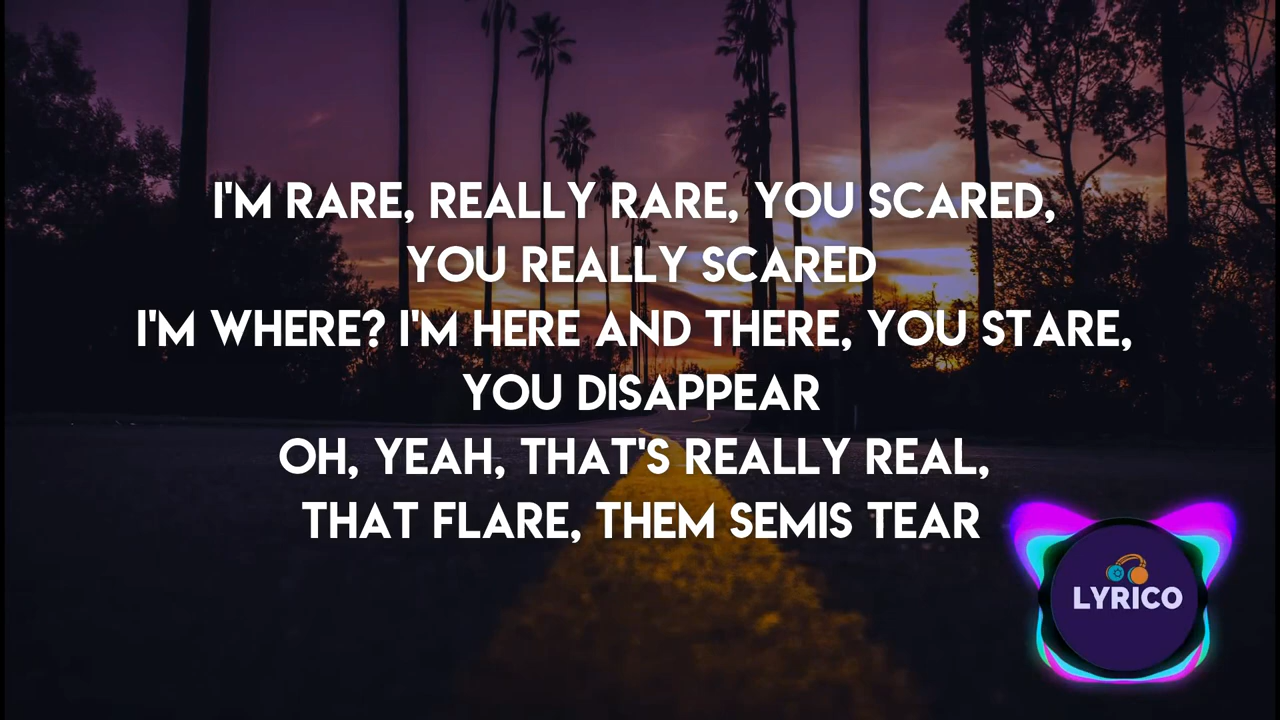 I'M RARE, REALLY RARE, YOU SCARED,
YOU REALLY SCARED
I'M WHERE? I'M HERE AND THERE, YOU STARE,
YOU DISAPPEAR
OH, YEAH, THAT'S REALLY REAL,
THAT FLARE, THEM SEMIS TEAR
LYRICO